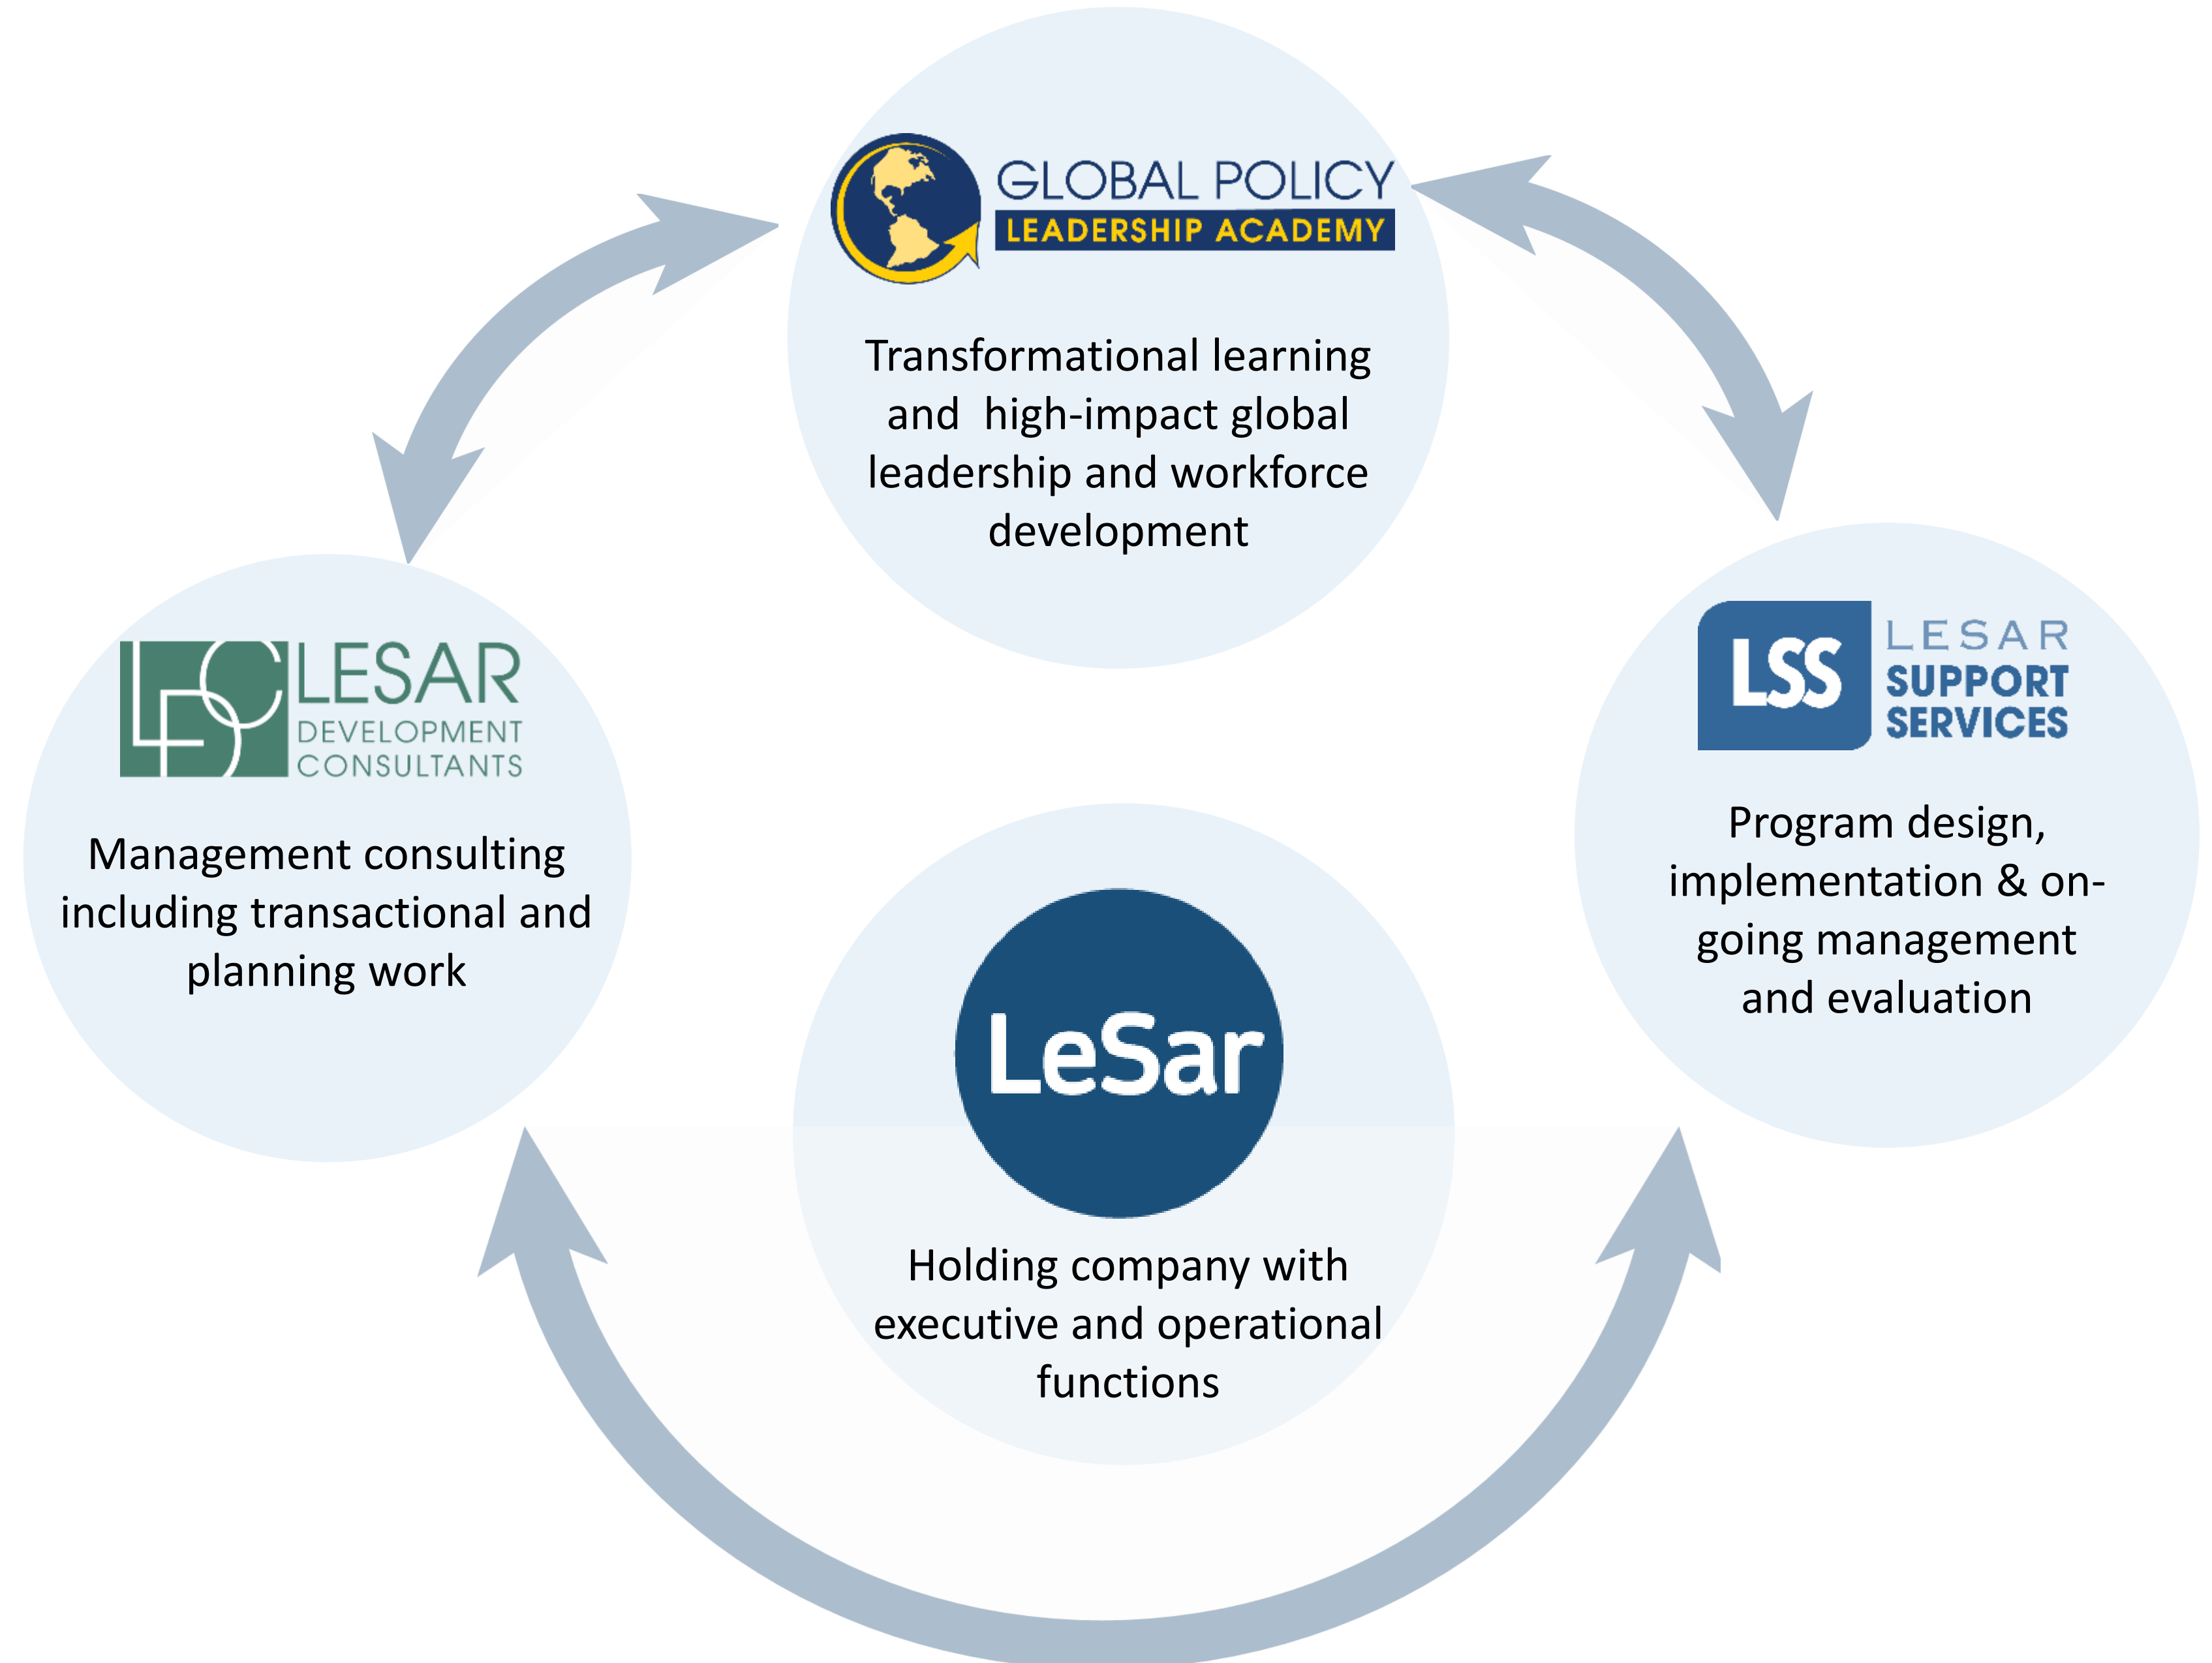 GLOBAL POLICY
LEADERSHIP ACADEMY
Transformational learning
and high-impact global
leadership and workforce
development
LDC
LESAR
DEVELOPMENT
CONSULTANTS
Management consulting
including transactional and
planning work
LSS
LESAR
SUPPORT
SERVICES
Program design,
implementation & on-
going management
and evaluation
LeSar
Holding company with
executive and operational
functions